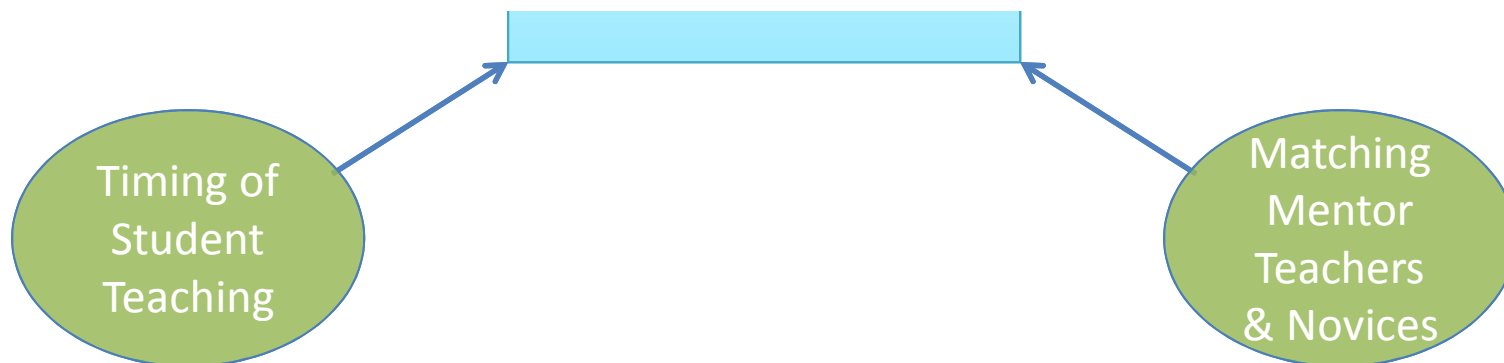 Timing of
Student
Teaching
Matching
Mentor
Teachers
& Novices